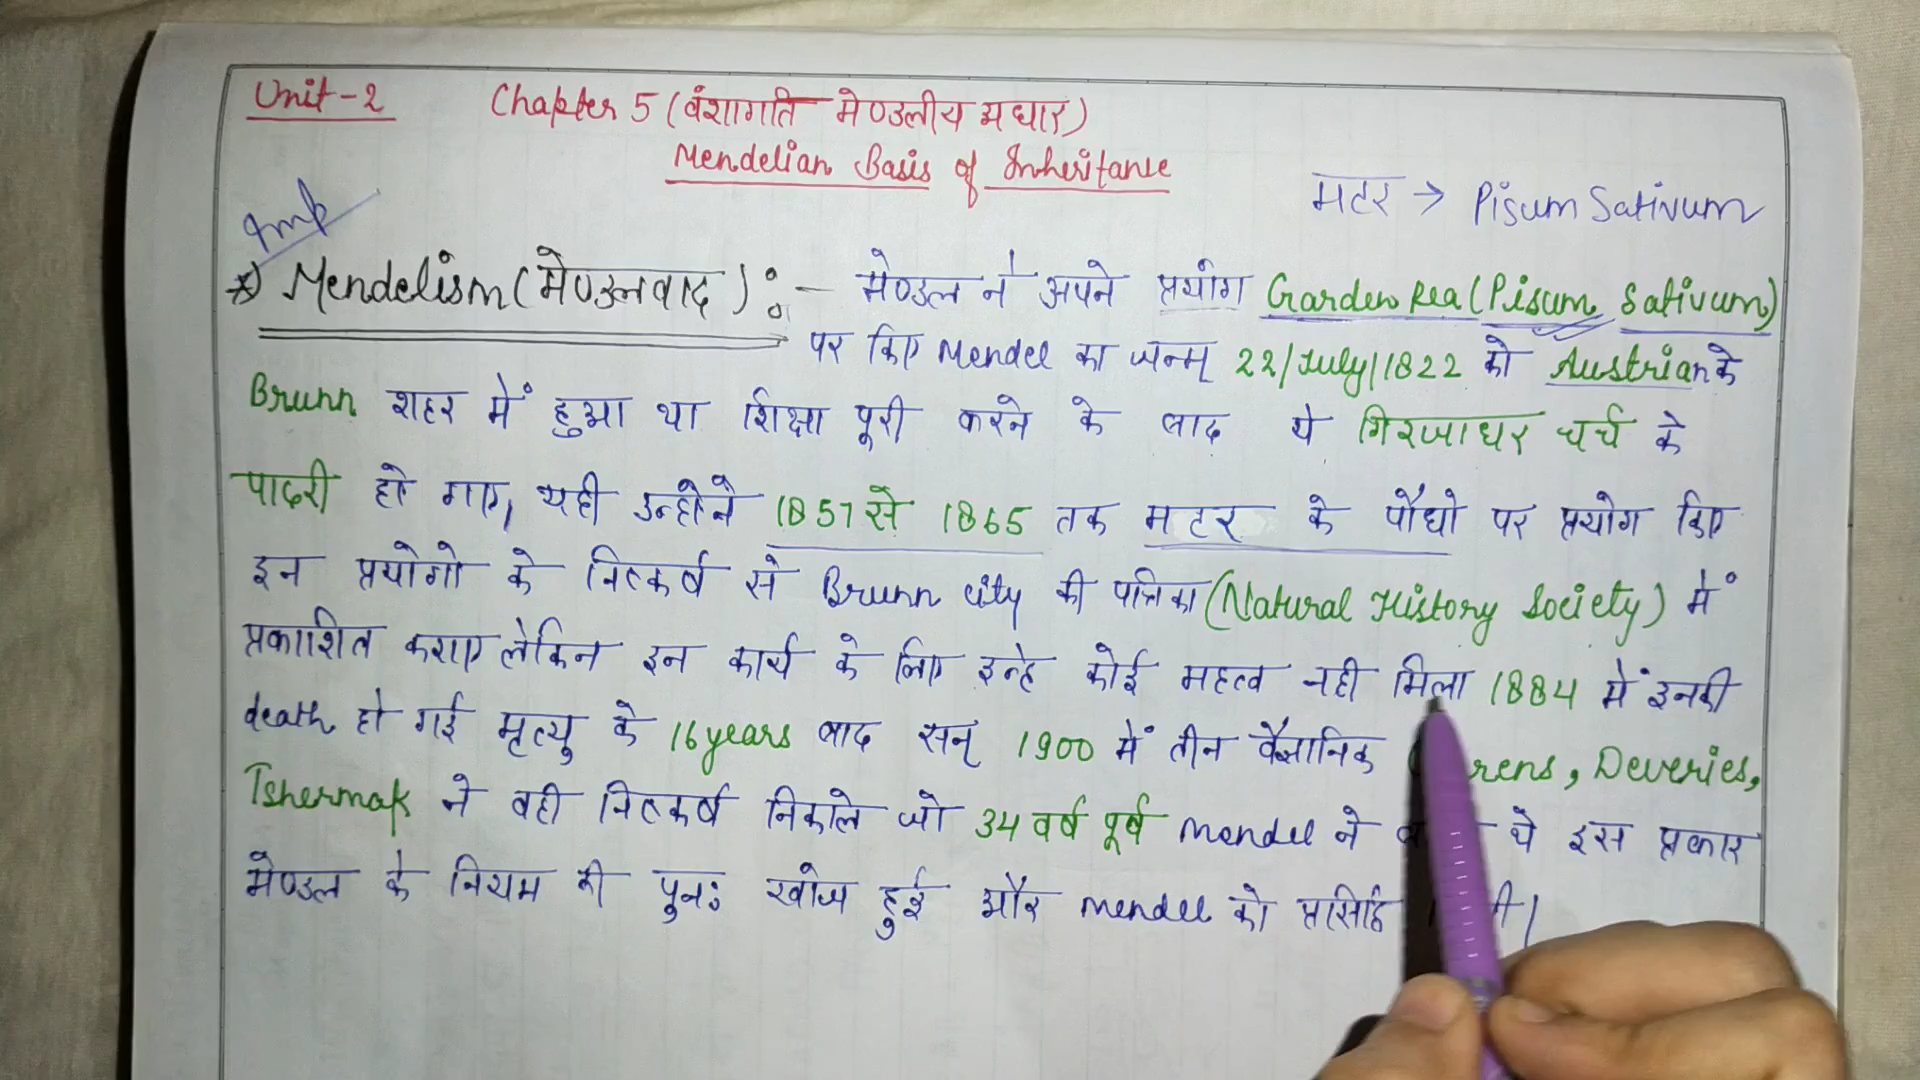 Unit-2 Chapter 5 (वंशागति मेण्डलीय अधार)
Mendelian Basis of Inheritance
Imp
मटर → Pisum Sativum
Mendelism (मेण्डलवाद) :- मेण्डल ने अपने प्रयोग Garden Pea (Pisum Sativum)
पर किए Mendel का जन्म 22/July/1822 को Austrian के
Brunn शहर में हुआ था शिक्षा पूरी करने के बाद ये गिरजाघर चर्च के
पादरी हो गए, यही उन्होने 1857 से 1865 तक मटर के पौधो पर प्रयोग किए
इन प्रयोगो के निष्कर्ष से Brunn city की पत्रिका (Natural History Society) में
प्रकाशित कराए लेकिन इन कार्य के लिए इन्हे कोई महत्व नही मिला 1884 में इनकी
death हो गई मृत्यु के 16 years बाद सन् 1900 में तीन वैज्ञानिक rens, Deveries,
Tshermak ने वही निष्कर्ष निकाले जो 34 वर्ष पूर्व Mendel ने थे इस प्रकार
मेण्डल के नियम की पुनः खोज हुई और Mendel को प्रसिद्धि